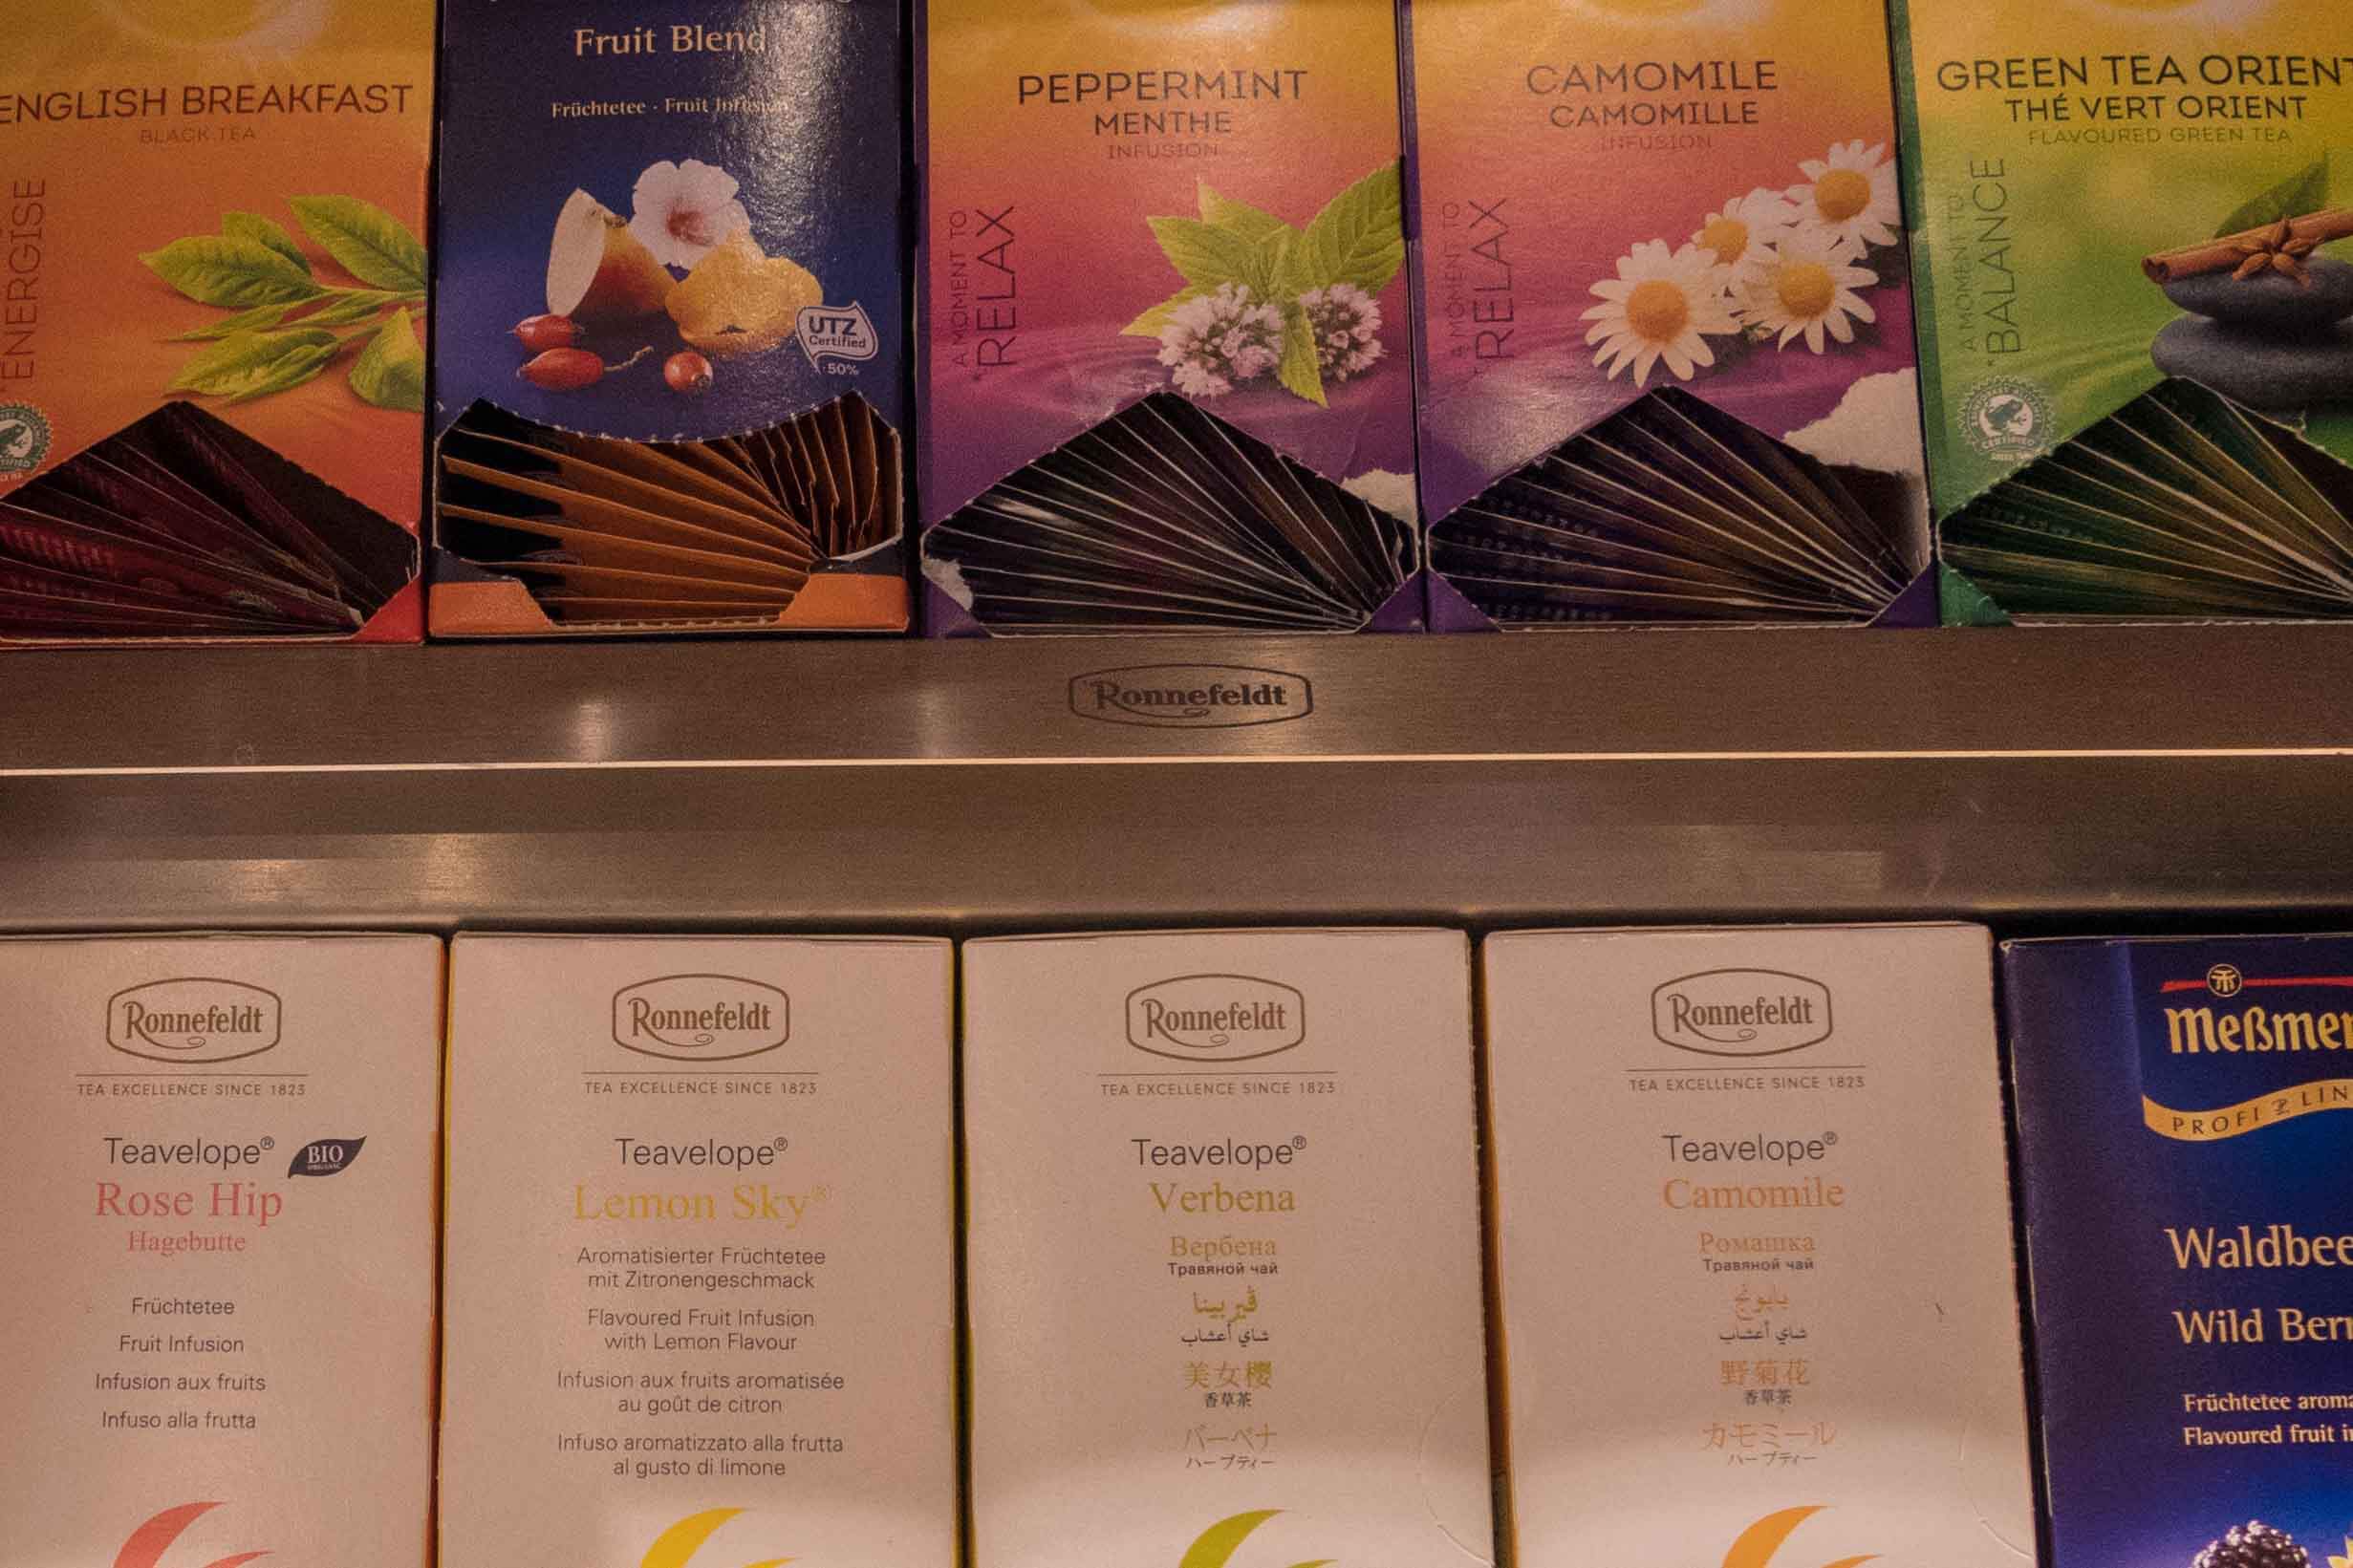 ENGLISH BREAKFAST
BLACK TEA
ENERGISE
Fruit Blend
Früchtetee · Fruit Infusion
UTZ
Certified
50%
PEPPERMINT
MENTHE
INFUSION
A MOMENT TO
RELAX
CAMOMILE
CAMOMILLE
INFUSION
A MOMENT TO
RELAX
GREEN TEA ORIENT
THÉ VERT ORIENT
FLAVOURED GREEN TEA
A MOMENT TO
BALANCE
CERTIFIED
Ronnefeldt
Ronnefeldt
TEA EXCELLENCE SINCE 1823
Teavelope®
BIO
Rose Hip
Hagebutte
Früchtetee
Fruit Infusion
Infusion aux fruits
Infuso alla frutta
Ronnefeldt
TEA EXCELLENCE SINCE 1823
Teavelope®
Lemon Sky®
Aromatisierter Früchtetee
mit Zitronengeschmack
Flavoured Fruit Infusion
with Lemon Flavour
Infusion aux fruits aromatisée
au goût de citron
Infuso aromatizzato alla frutta
al gusto di limone
Ronnefeldt
TEA EXCELLENCE SINCE 1823
Teavelope®
Verbena
Вербена
Травяной чай
ڤيربينا
شاي أعشاب
美女樱
香草茶
バーベナ
ハーブティー
Ronnefeldt
TEA EXCELLENCE SINCE 1823
Teavelope®
Camomile
Ромашка
Травяной чай
بابونج
شاي أعشاب
野菊花
香草茶
カモミール
ハーブティー
Meßmer
PROFI LIN
Waldbee
Wild Berr
Früchtetee aroma
Flavoured fruit in